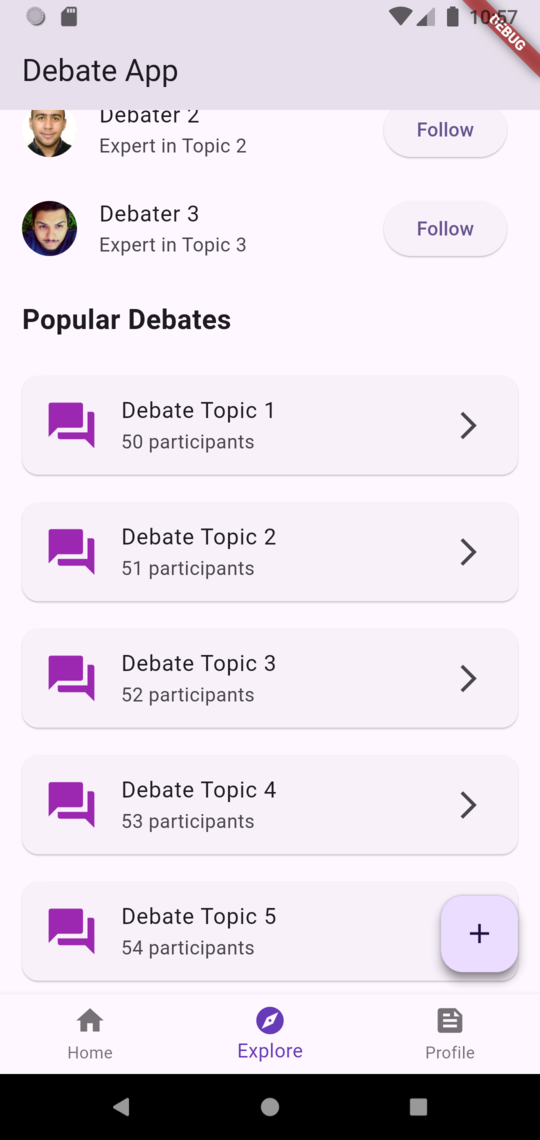 10:57
DEBUG
Debate App
Debater 2
Expert in Topic 2
Follow
Debater 3
Expert in Topic 3
Follow
Popular Debates
Debate Topic 1
50 participants
Debate Topic 2
51 participants
Debate Topic 3
52 participants
Debate Topic 4
53 participants
Debate Topic 5
54 participants
+
Home
Explore
Profile